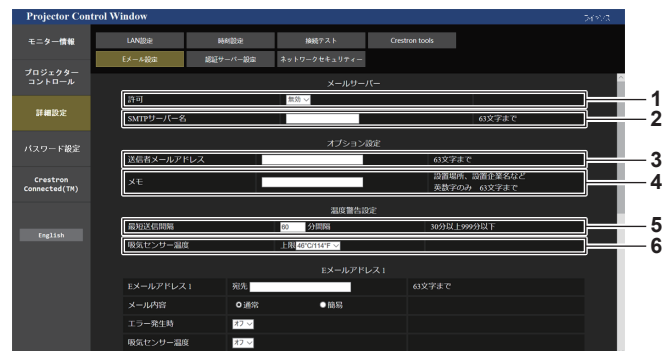 Projector Control Window
ライセンス
モニター情報
プロジェクター
コントロール
詳細設定
パスワード設定
Crestron
Connected(TM)
English
LAN設定 時刻設定 接続テスト Crestron tools
Eメール設定 認証サーバー設定 ネットワークセキュリティー
メールサーバー
許可 無効 1
SMTPサーバー名 63文字まで 2
オプション設定
送信者メールアドレス 63文字まで 3
メモ 設置場所，設置企業名など
英数字のみ 63文字まで 4
温度警告設定
最短送信間隔 60 分間隔 30分以上999分以下 5
吸気センサー温度 上限 46°C/114°F 6
Eメールアドレス 1
Eメールアドレス 1 宛先 63文字まで
メール内容 通常 簡易
エラー発生時 オフ
吸気センサー温度 オフ